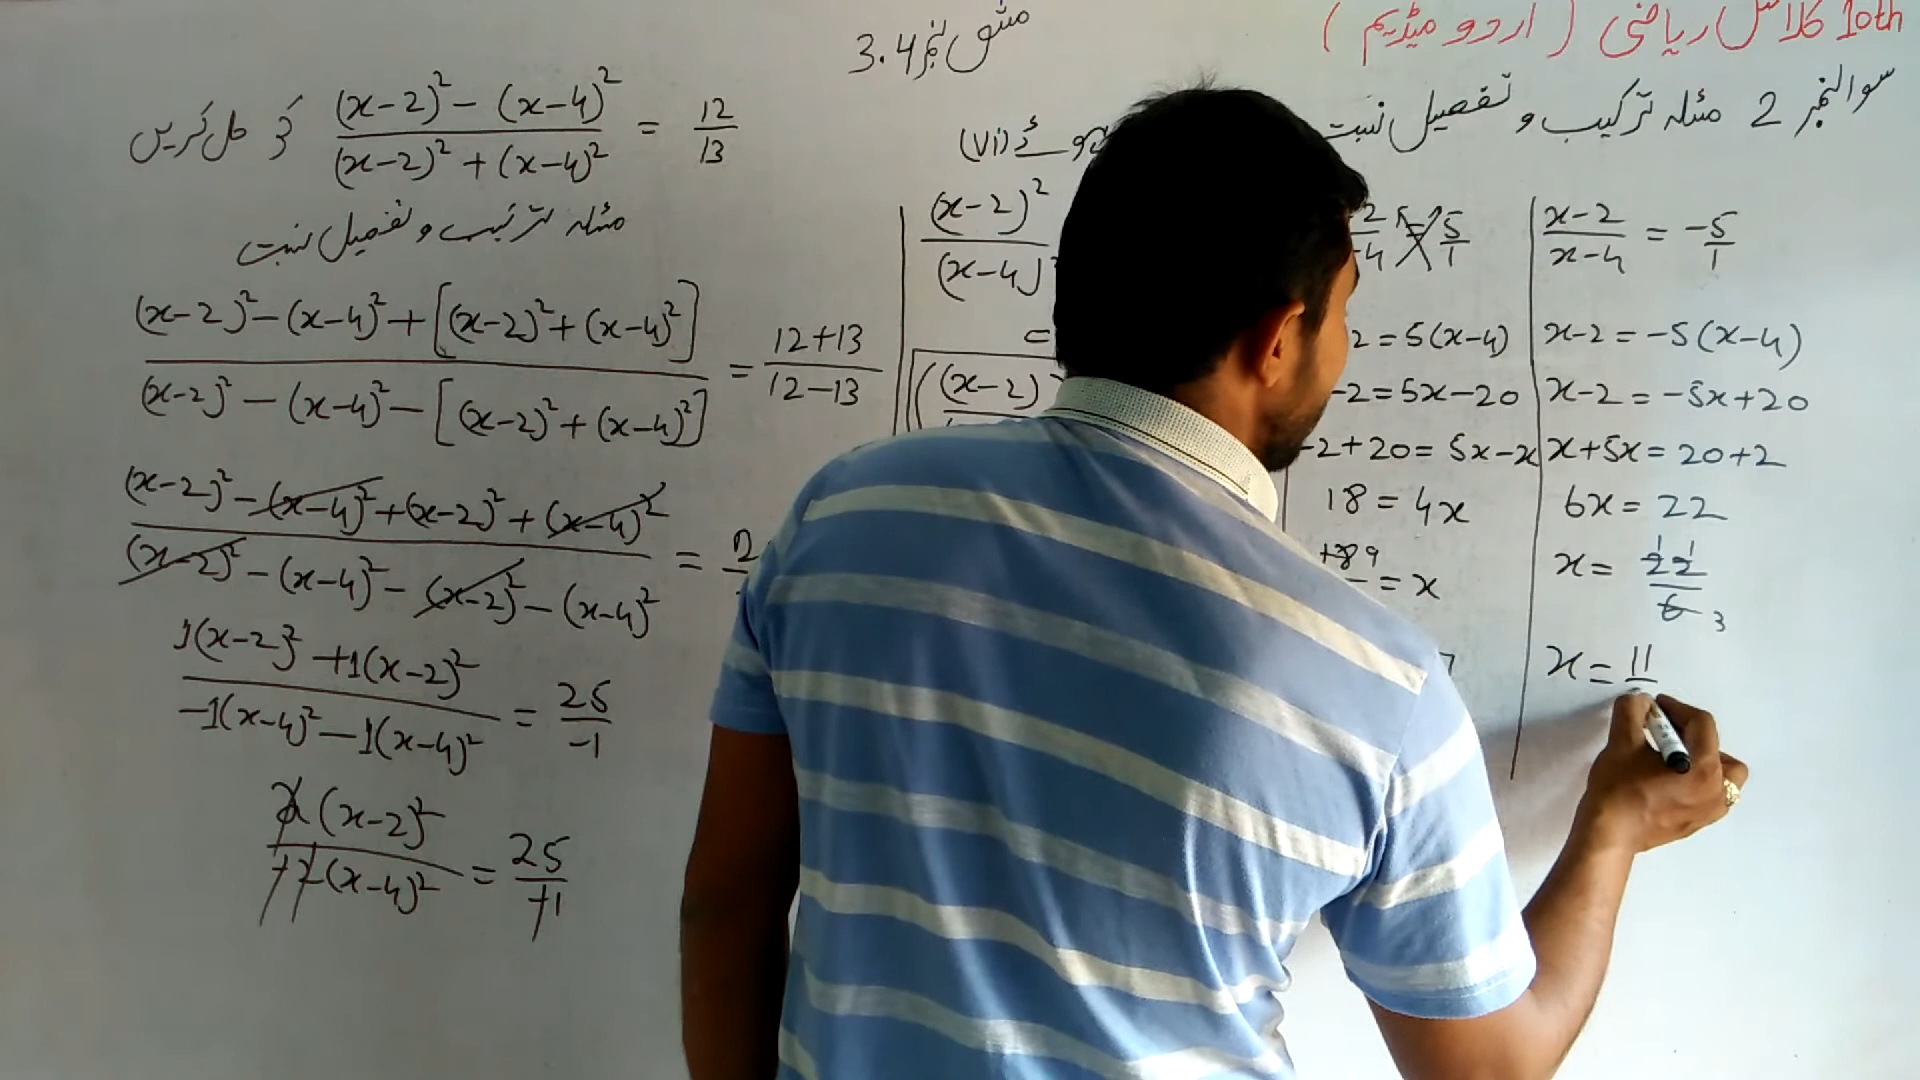 10th کلاس ریاضی ( اردو میڈیم )
مشق نمبر 3.4
سوال نمبر 2 مسئلہ ترکیب و تفصیل نسبت
(vi)
(x-2)² - (x-4)² / (x-2)² + (x-4)² = 12/13 کو حل کریں
مسئلہ ترکیب و تفصیل نسبت
(x-2)² - (x-4)² + [(x-2)² + (x-4)²] / (x-2)² - (x-4)² - [(x-2)² + (x-4)²] = 12+13 / 12-13
(x-2)² - (x-4)² + (x-2)² + (x-4)² / (x-2)² - (x-4)² - (x-2)² - (x-4)² = 2
1(x-2)² + 1(x-2)² / -1(x-4)² - 1(x-4)² = 25/-1
2(x-2)² / -2(x-4)² = 25/-1
(x-2)² / (x-4)
=
(x-2)
2 / -4 = 5/1
2 = 5(x-4)
-2 = 5x-20
-2+20 = 5x-x
18 = 4x
18 9 = x
x-2 / x-4 = -5/1
x-2 = -5(x-4)
x-2 = -5x+20
x+5x = 20+2
6x = 22
x = 22 11 / 6 3
x = 11